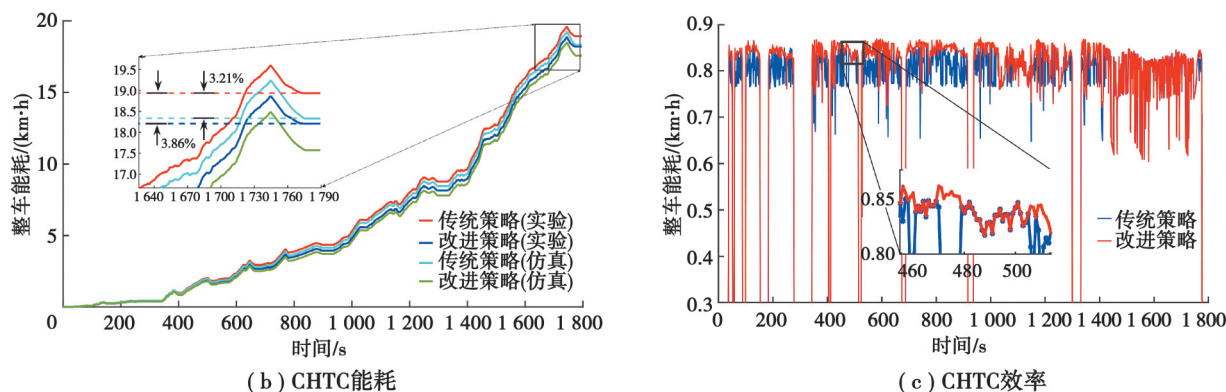 20
15
10
5
整车能耗/(km·h)
19.5
19.0
18.5
18.0
17.5
17.0
3.21%
3.86%
1 640 1 670 1 700 1 730 1 760 1 790
传统策略(实验)
改进策略(实验)
传统策略(仿真)
改进策略(仿真)
0 200 400 600 800 1 000 1 200 1 400 1 600 1 800
时间/s
( b ) CHTC能耗
0.9
0.8
0.7
0.6
0.5
0.4
0.3
整车能耗/(km·h)
0.85
0.80
460 480 500
传统策略
改进策略
0 200 400 600 800 1 000 1 200 1 400 1 600 1 800
时间/s
( c ) CHTC效率